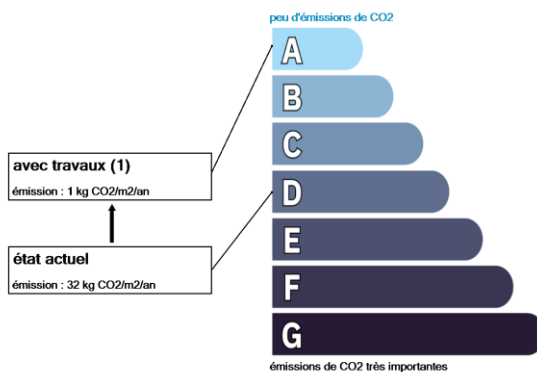 peu d'émissions de CO2
A
B
C
avec travaux (1)
émission : 1 kg CO2/m2/an
D
E
état actuel
émission : 32 kg CO2/m2/an
F
G
émissions de CO2 très importantes